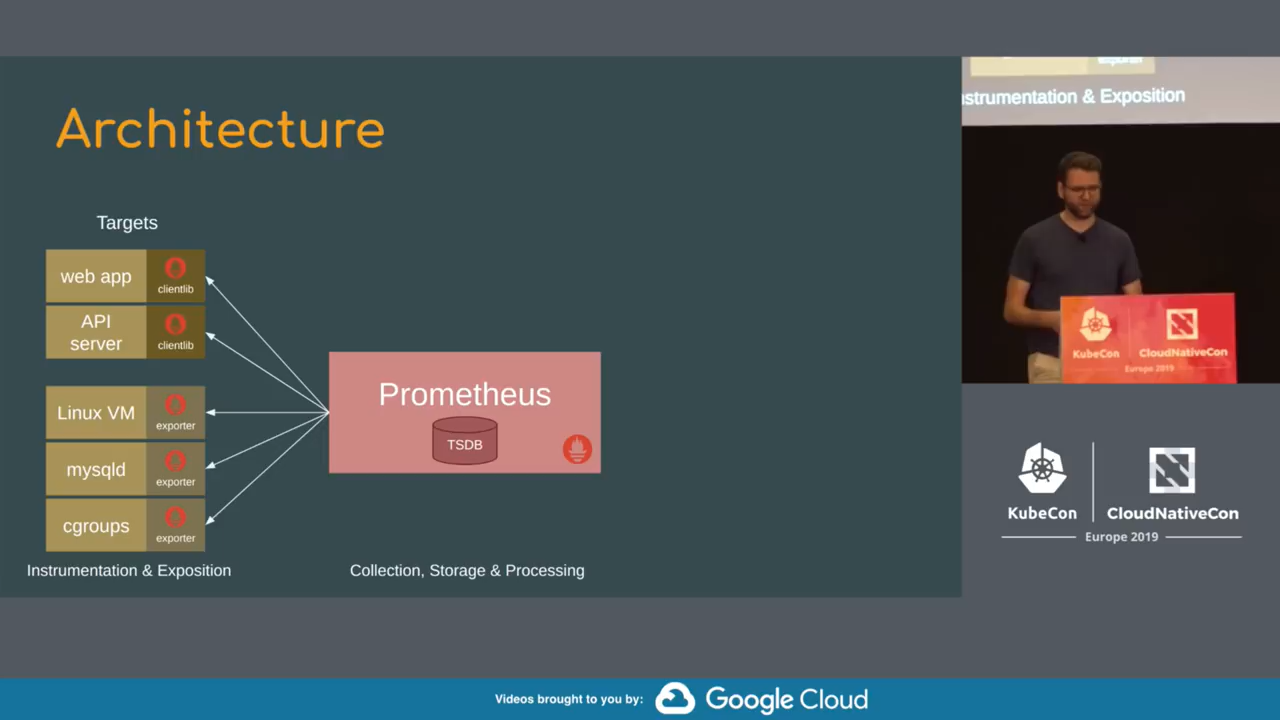 Architecture
Targets
web app
clientlib
API
server
clientlib
Linux VM
exporter
mysqld
exporter
cgroups
exporter
Instrumentation & Exposition
Prometheus
TSDB
Collection, Storage & Processing
exporter
nstrumentation & Exposition
KubeCon
CloudNativeCon
Europe 2019
KubeCon
CloudNativeCon
Europe 2019
Videos brought to you by:
Google Cloud